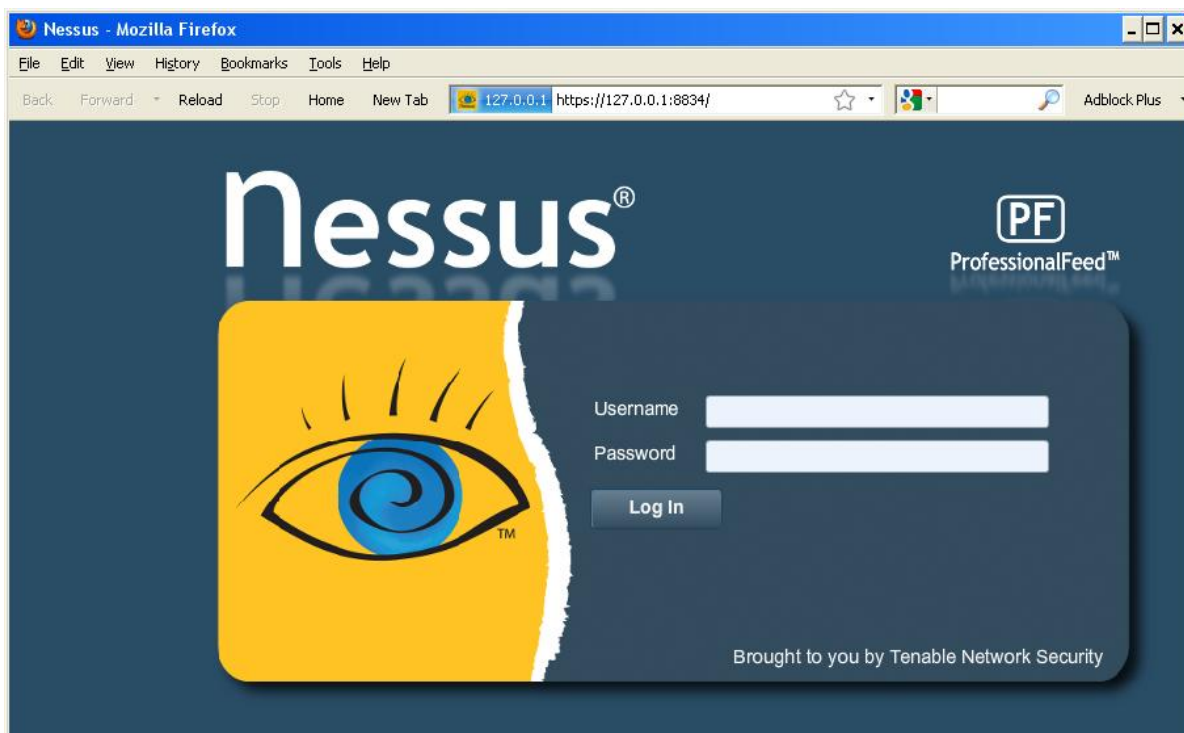 Nessus - Mozilla Firefox
File Edit View History Bookmarks Tools Help
Back Forward Reload Stop Home New Tab 127.0.0.1 https://127.0.0.1:8834/ Adblock Plus
nessus®
PF
ProfessionalFeed™
Username
Password
Log In
TM
Brought to you by Tenable Network Security